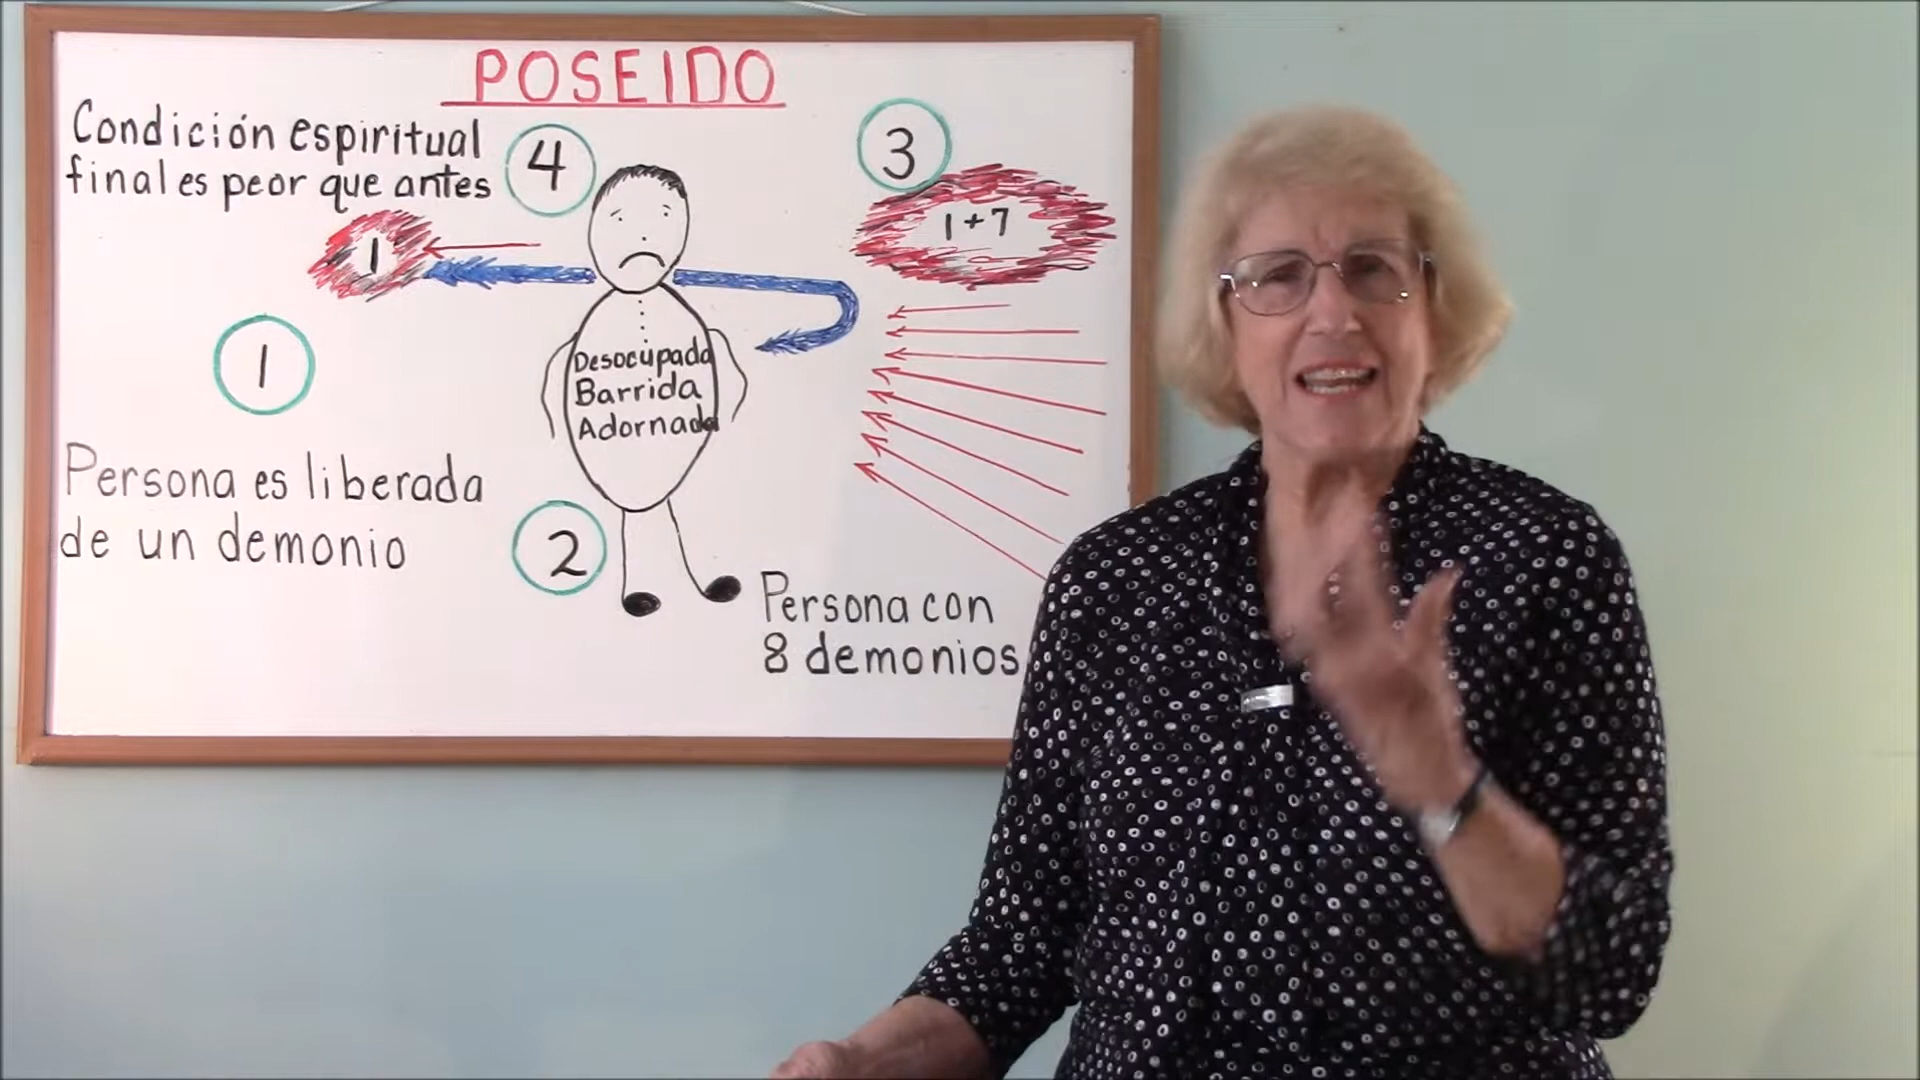 POSEIDO
Condición espiritual
final es peor que antes
4
3
1
1+7
1
Desocupada
Barrida
Adornada
Persona es liberada
de un demonio
2
Persona con
8 demonios